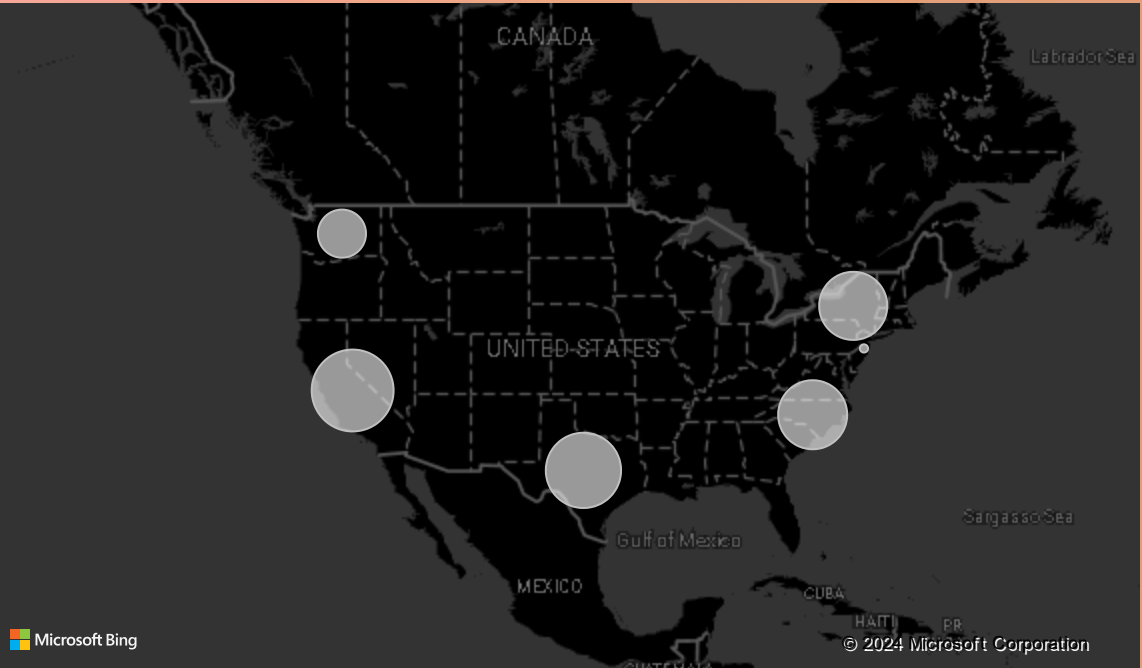 CANADA
Labrador Sea
UNITED STATES
Sargasso Sea
Gulf of Mexico
MEXICO
CUBA
HAITI
PR
Microsoft Bing
© 2024 Microsoft Corporation
GUATEMALA